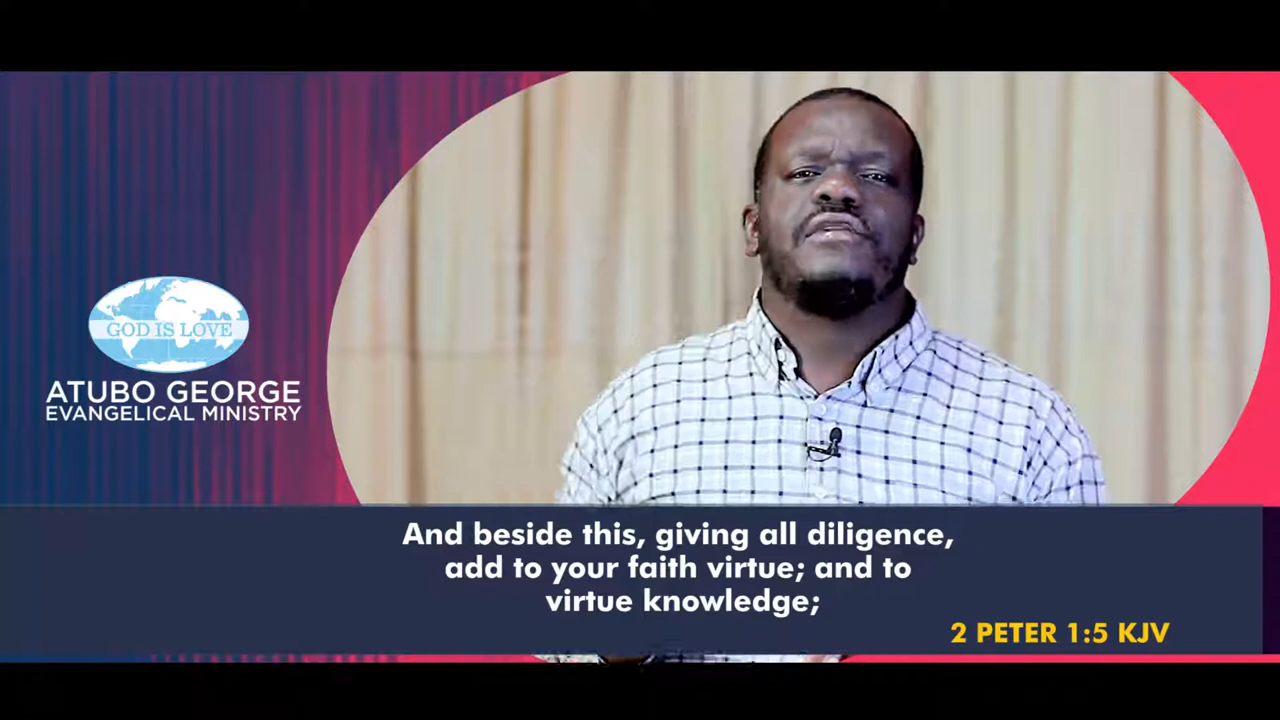 GOD IS LOVE
ATUBO GEORGE
EVANGELICAL MINISTRY
And beside this, giving all diligence,
add to your faith virtue; and to
virtue knowledge;
2 PETER 1:5 KJV